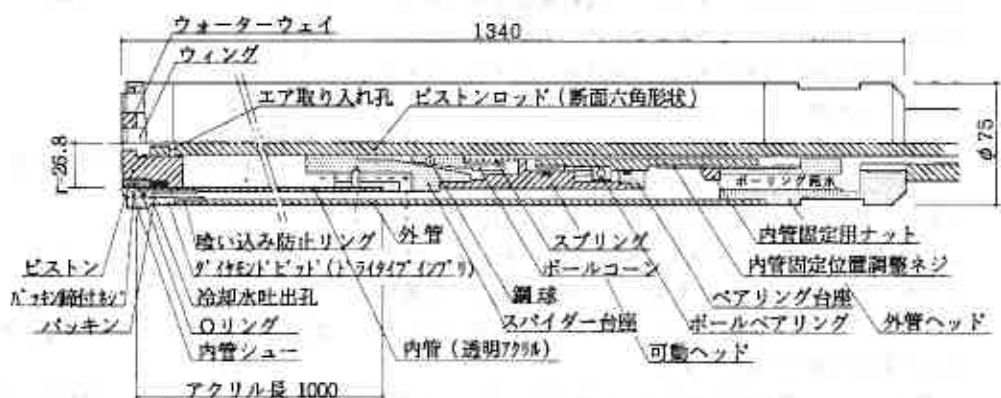 ウォーターウェイ
1340
ウィング
エア取り入れ孔
ピストンロッド(断面六角形状)
r=26.8
φ75
ボーリング用水
喰い込み防止リング
外管
スプリング
内管固定用ナット
ピストン
ダイヤモンドビット(トライタイプインプリ)
ボールコーン
内管固定位置調整ネジ
パッキン締付ネジ
冷却水吐出孔
鋼球
ベアリング台座
パッキン
Oリング
スパイダー台座
ボールベアリング
外管ヘッド
内管シュー
内管(透明アクリル)
可動ヘッド
アクリル長 1000